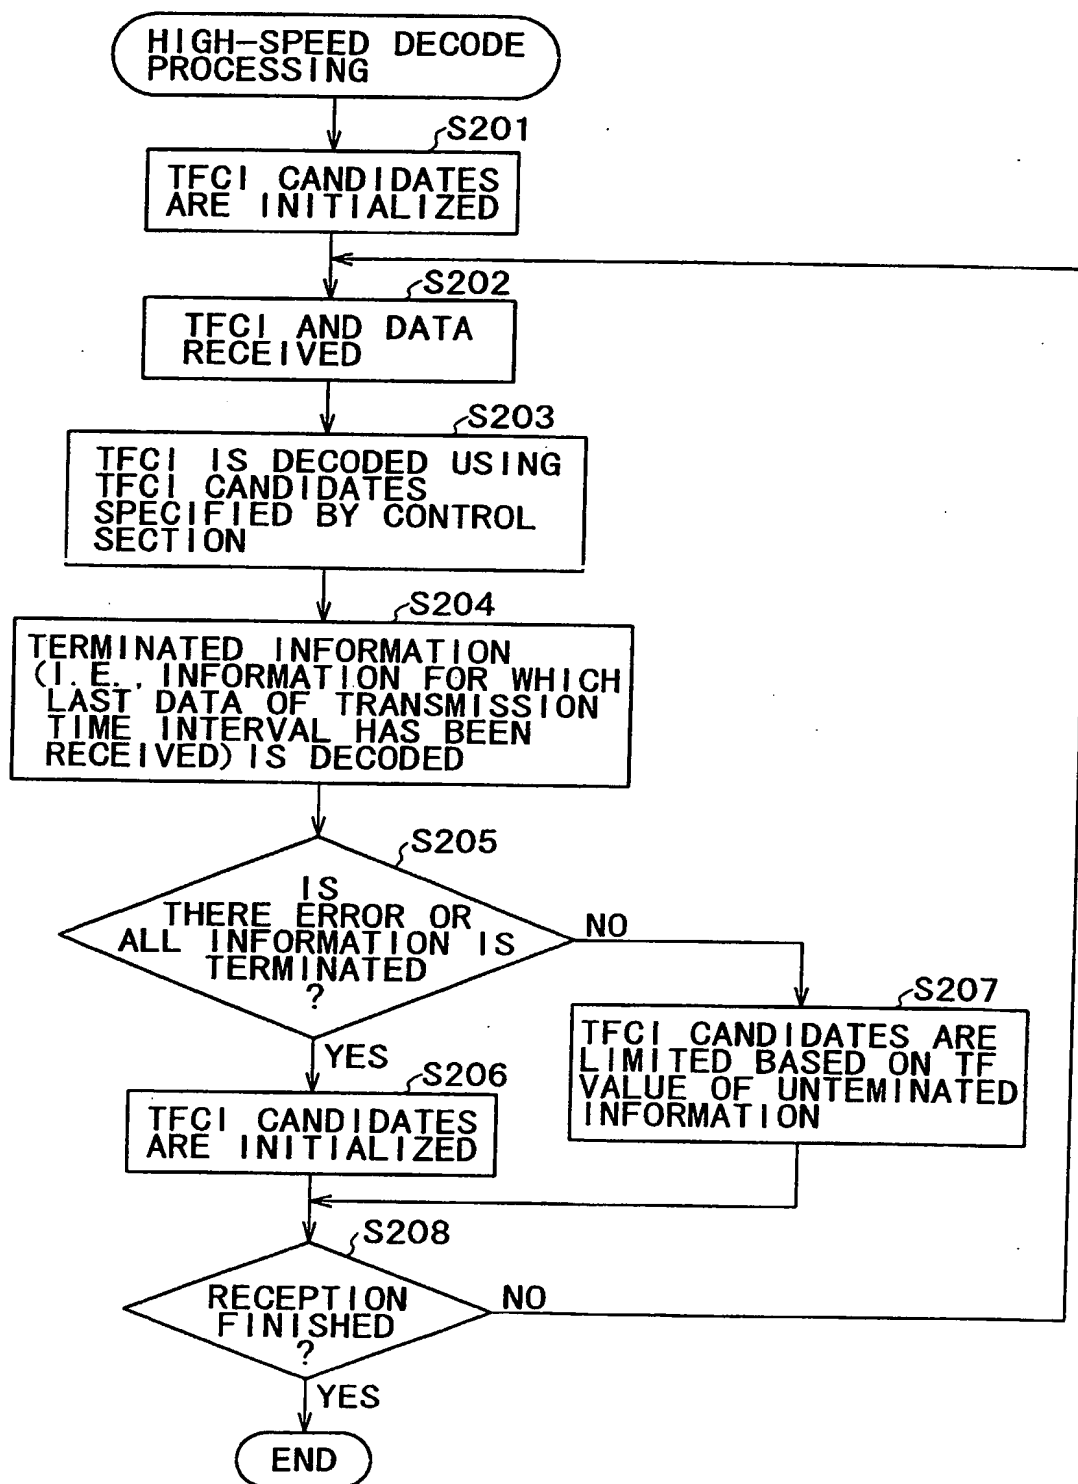 HIGH-SPEED DECODE
PROCESSING
S201
TFCI CANDIDATES
ARE INITIALIZED
S202
TFCI AND DATA
RECEIVED
S203
TFCI IS DECODED USING
TFCI CANDIDATES
SPECIFIED BY CONTROL
SECTION
S204
TERMINATED INFORMATION
(I.E., INFORMATION FOR WHICH
LAST DATA OF TRANSMISSION
TIME INTERVAL HAS BEEN
RECEIVED) IS DECODED
S205
IS
THERE ERROR OR
ALL INFORMATION IS
TERMINATED
?
NO
YES
S207
TFCI CANDIDATES ARE
LIMITED BASED ON TF
VALUE OF UNTEMINATED
INFORMATION
S206
TFCI CANDIDATES
ARE INITIALIZED
S208
RECEPTION
FINISHED
?
NO
YES
END